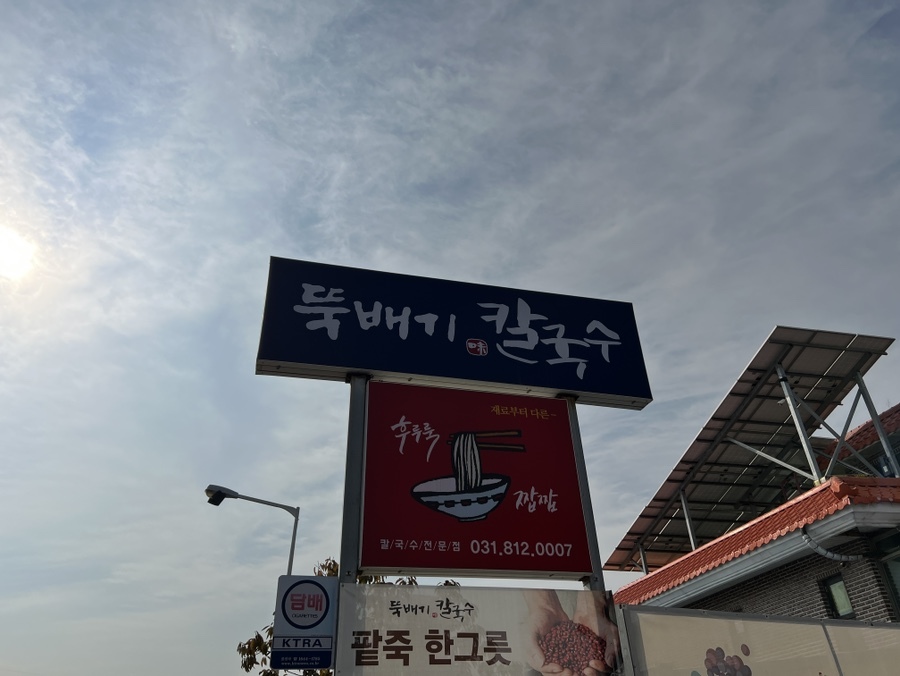 뚝배기 칼국수
味
재료부터 다른~
후루룩
짭짭
칼/국/수/전/문/점 031.812.0007
담배
CIGARETTES
KTRA
뚝배기 칼국수
팥죽 한그릇